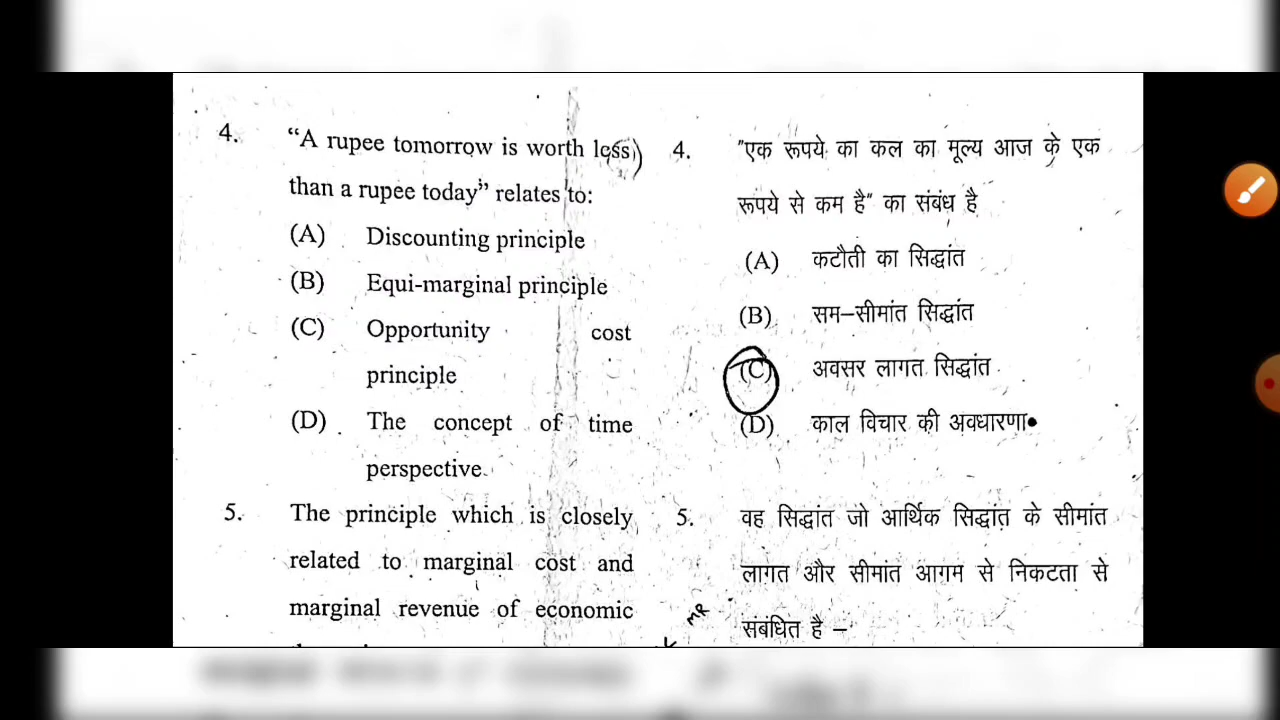 4.
"A rupee tomorrow is worth less
than a rupee today" relates to:
(A) Discounting principle
(B) Equi-marginal principle
(C) Opportunity cost
principle
(D) The concept of time
perspective.
5. The principle which is closely
related to marginal cost and
marginal revenue of economic
4. "एक रूपये का कल का मूल्य आज के एक
रूपये से कम है" का संबंध है
(A) कटौती का सिद्धांत
(B) सम–सीमांत सिद्धांत
(C) अवसर लागत सिद्धांत
(D) काल विचार की अवधारणा
5. वह सिद्धांत जो आर्थिक सिद्धांत के सीमांत
लागत और सीमांत आगम से निकटता से
संबंधित है –
MR